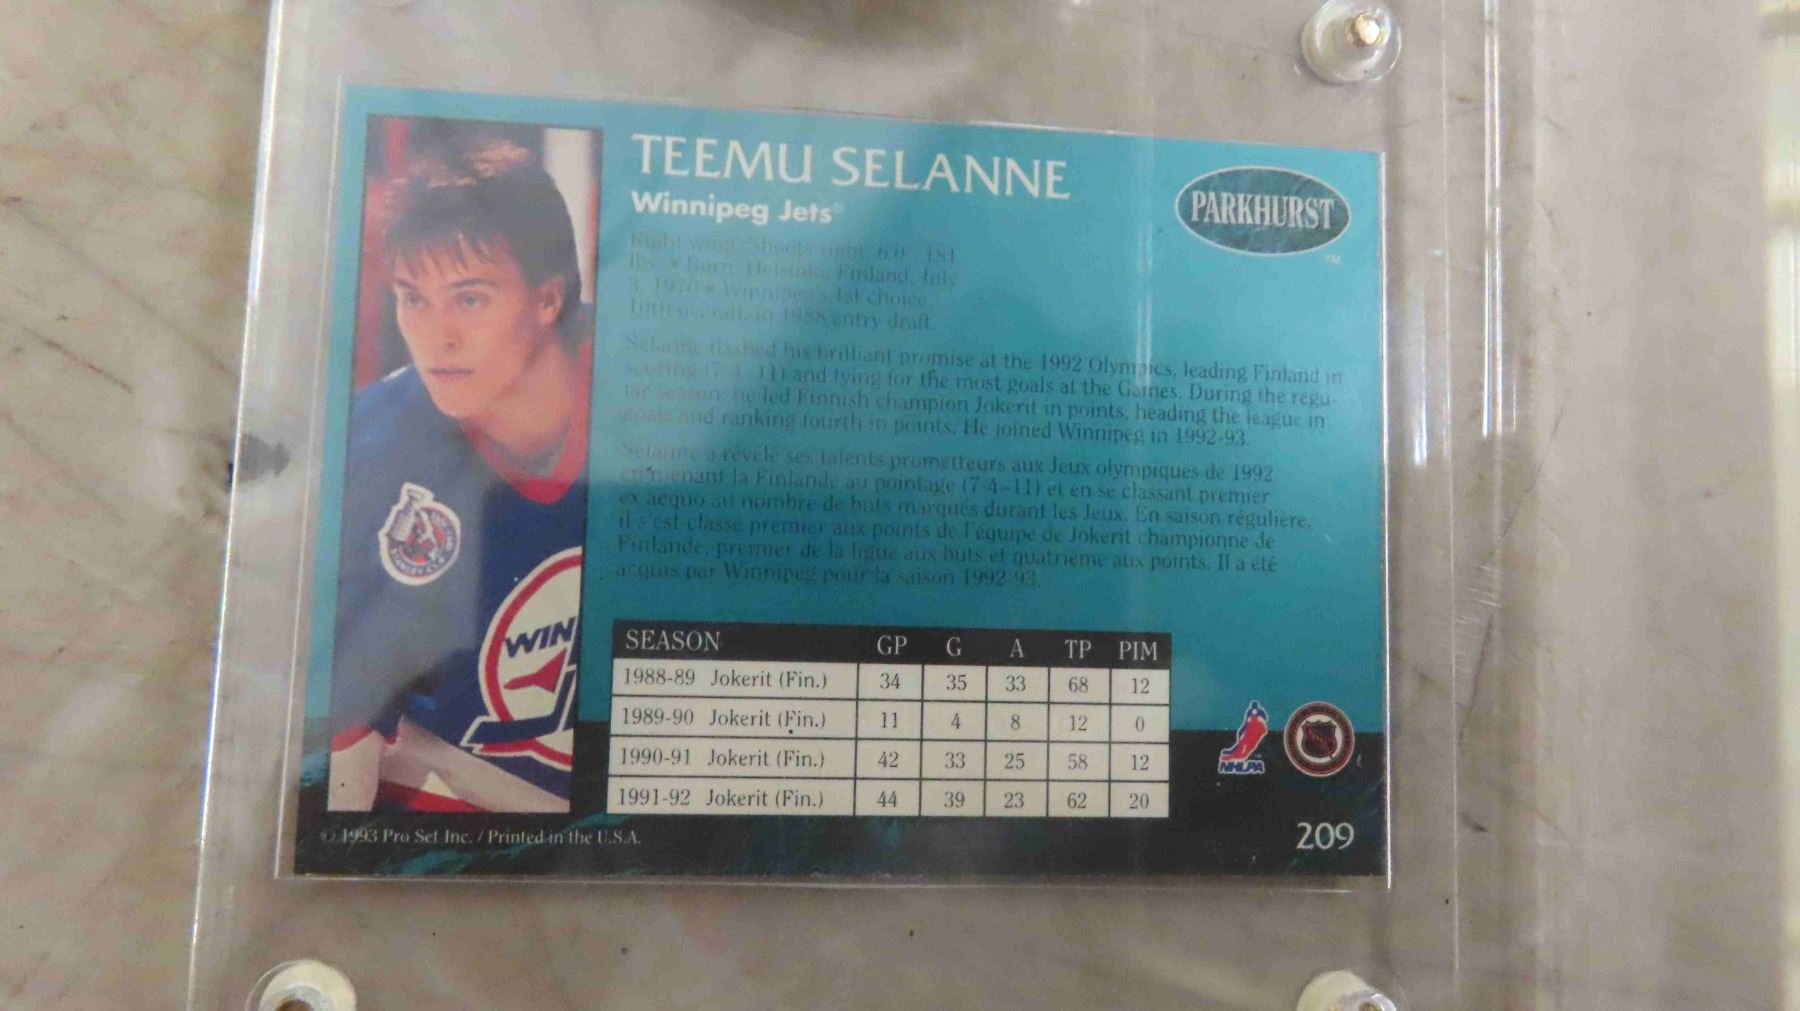 TEEMU SELANNE
Winnipeg Jets®
PARKHURST
TM
Right wing. Shoots right. 6'0" 181
lbs. • Born: Helsinki, Finland, July
3, 1970 • Winnipeg's 1st choice,
10th overall, in 1988 entry draft.
Selanne flashed his brilliant promise at the 1992 Olympics, leading Finland in
scoring (7-4-11) and tying for the most goals at the Games. During the regu-
lar season, he led Finnish champion Jokerit in points, heading the league in
goals and ranking fourth in points. He joined Winnipeg in 1992-93.
Selanne a révélé ses talents prometteurs aux Jeux olympiques de 1992
en menant la Finlande au pointage (7-4-11) et en se classant premier
ex aequo au nombre de buts marqués durant les Jeux. En saison régulière,
il s'est classé premier aux points de l'équipe de Jokerit championne de
Finlande, premier de la ligue aux buts et quatrième aux points. Il a été
acquis par Winnipeg pour la saison 1992-93.
STANLEY CUP
WIN
SEASON GP G A TP PIM
1988-89 Jokerit (Fin.) 34 35 33 68 12
1989-90 Jokerit (Fin.) 11 4 8 12 0
1990-91 Jokerit (Fin.) 42 33 25 58 12
1991-92 Jokerit (Fin.) 44 39 23 62 20
NHLPA
NHL
© 1993 Pro Set Inc. / Printed in the U.S.A.
209